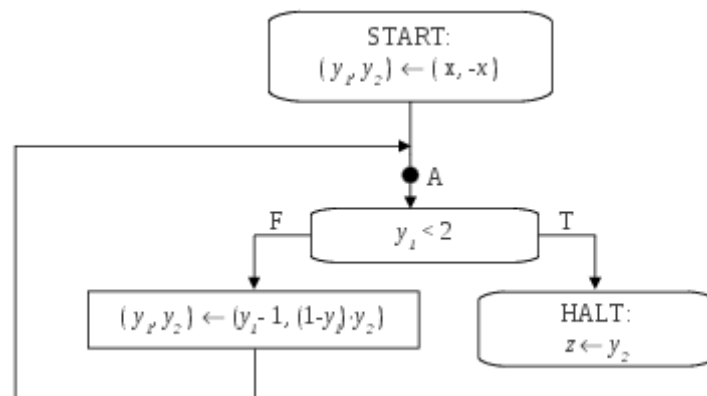 START:
(y₁, y₂) ← (x, -x)
A
F
y₁ < 2
T
(y₁, y₂) ← (y₁- 1, (1-y₁)·y₂)
HALT:
z ← y₂